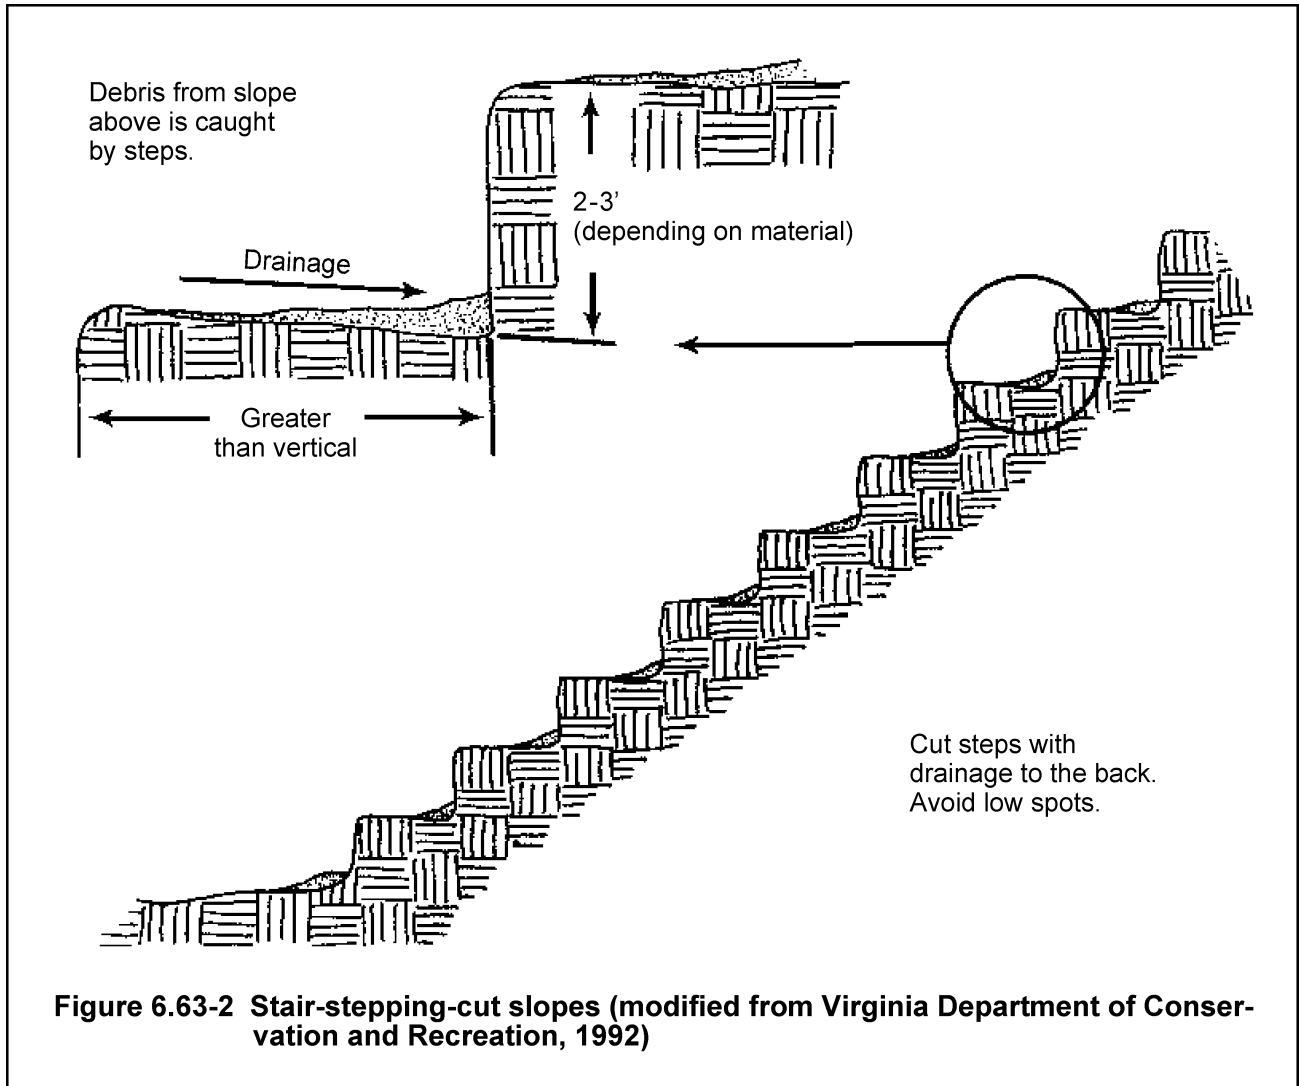 Debris from slope
above is caught
by steps.
2-3’
(depending on material)
Drainage
Greater
than vertical
Cut steps with
drainage to the back.
Avoid low spots.
Figure 6.63-2  Stair-stepping-cut slopes (modified from Virginia Department of Conser-
vation and Recreation, 1992)